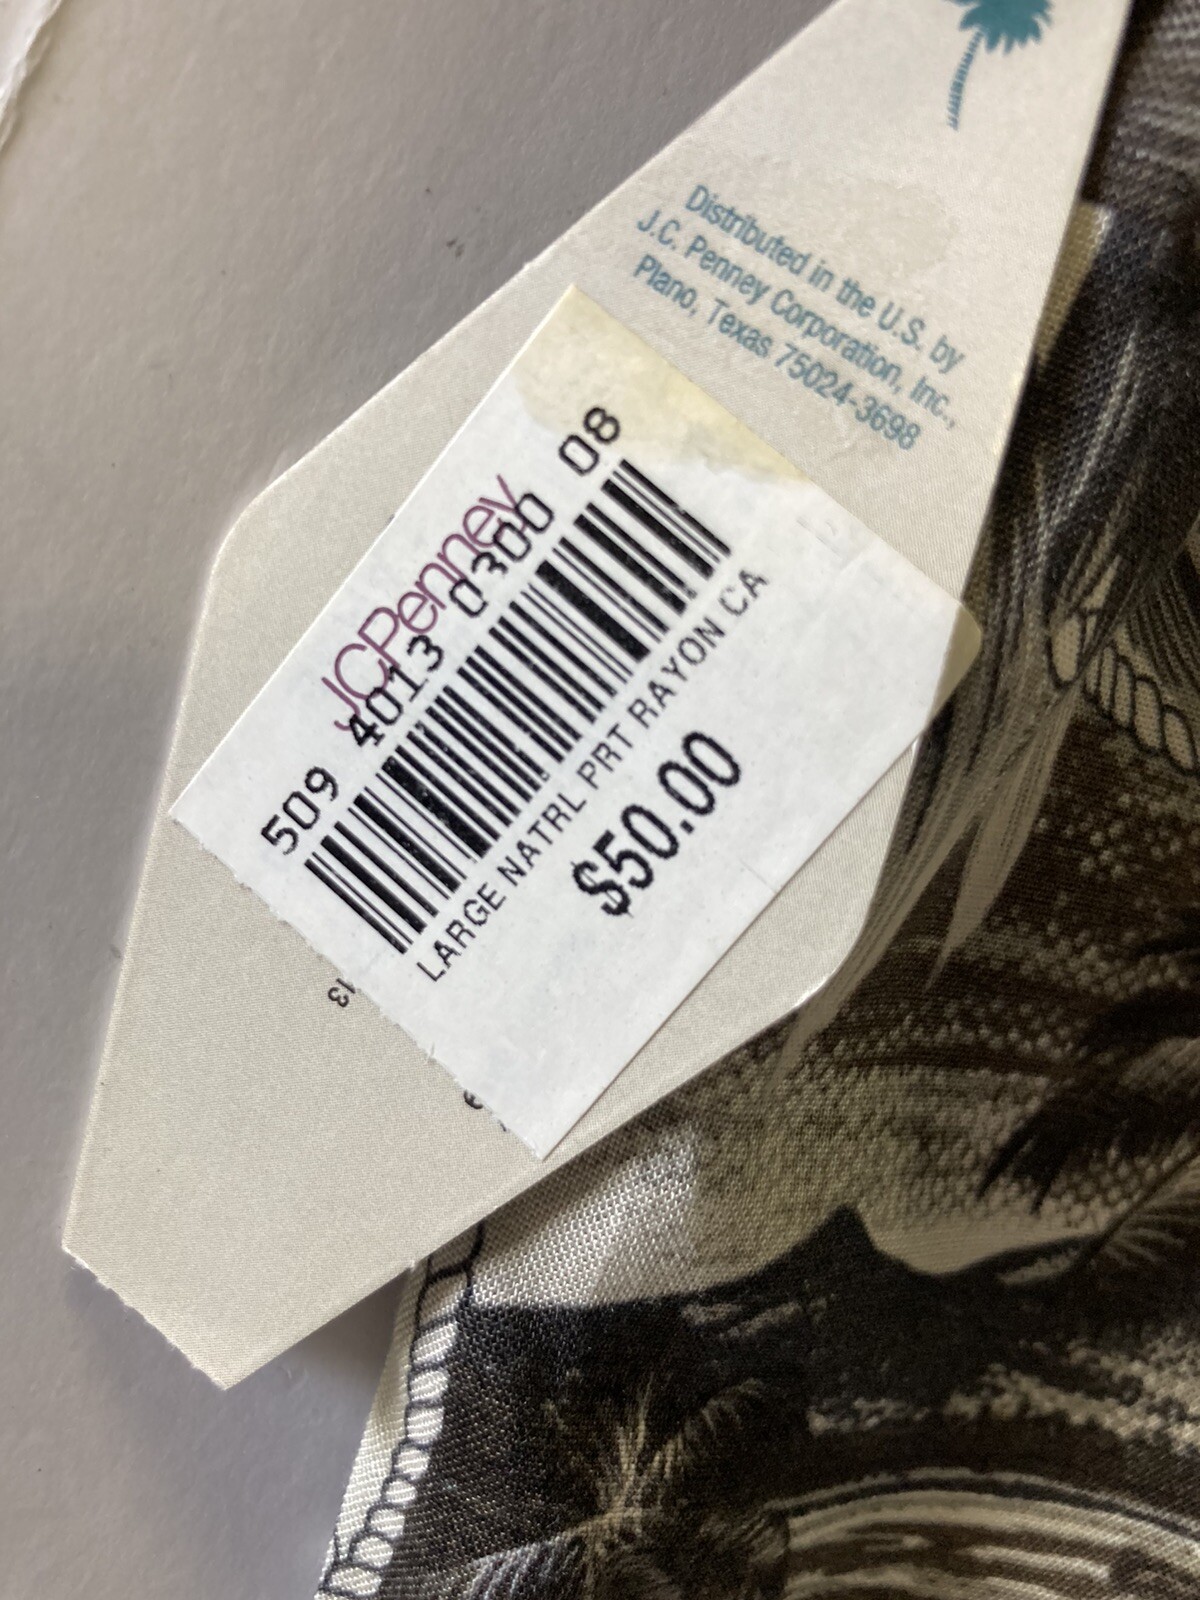 Distributed in the U.S. by
J.C. Penney Corporation, Inc.,
Plano, Texas 75024-3698
JCPenney
509 4013 0300 08
LARGE NATRL PRT RAYON CA
$50.00
13